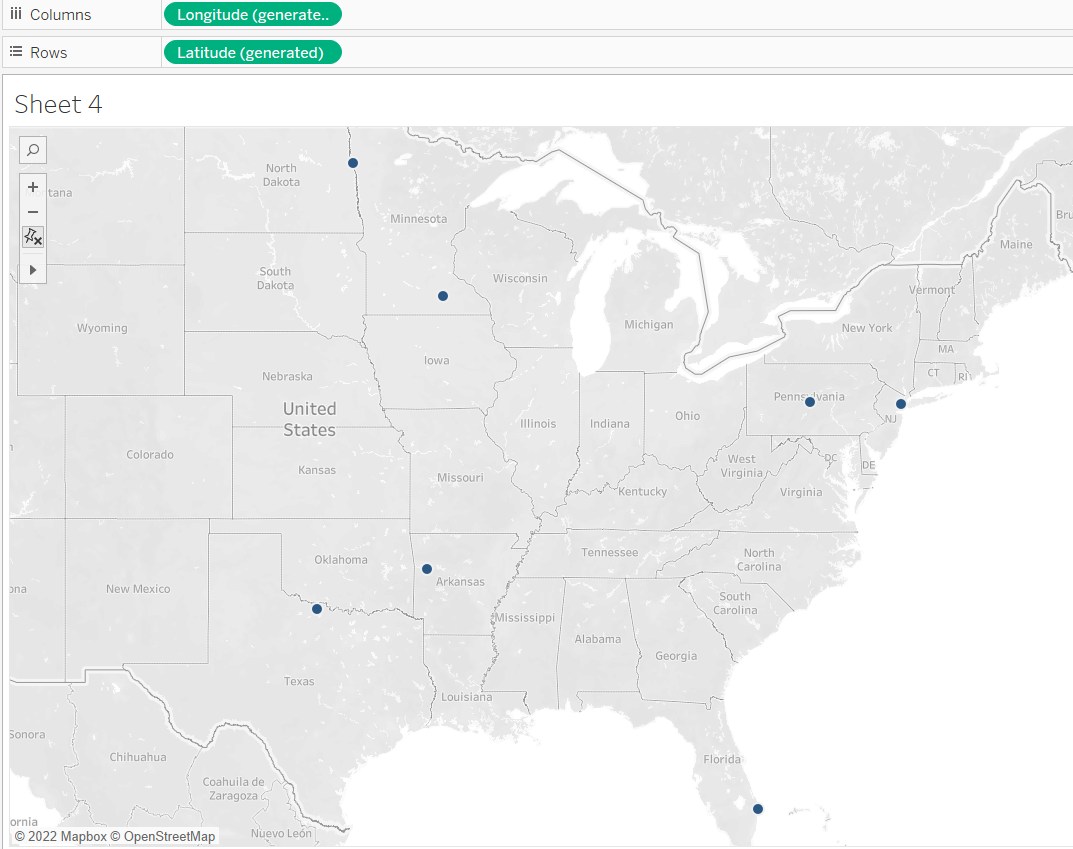 Columns
Longitude (generate..
Rows
Latitude (generated)
Sheet 4
North
Dakota
tana
Minnesota
Bru
Maine
South
Dakota
Wisconsin
Vermont
Wyoming
Michigan
New York
MA
Iowa
CT
RI
Nebraska
Pennsylvania
United
States
Illinois
Indiana
Ohio
NJ
Colorado
Kansas
Missouri
West
Virginia
DC
DE
Kentucky
Virginia
Oklahoma
Tennessee
North
Carolina
ona
New Mexico
Arkansas
South
Carolina
Mississippi
Alabama
Georgia
Texas
Louisiana
Sonora
Chihuahua
Florida
Coahuila de
Zaragoza
ornia
Nuevo León
© 2022 Mapbox © OpenStreetMap